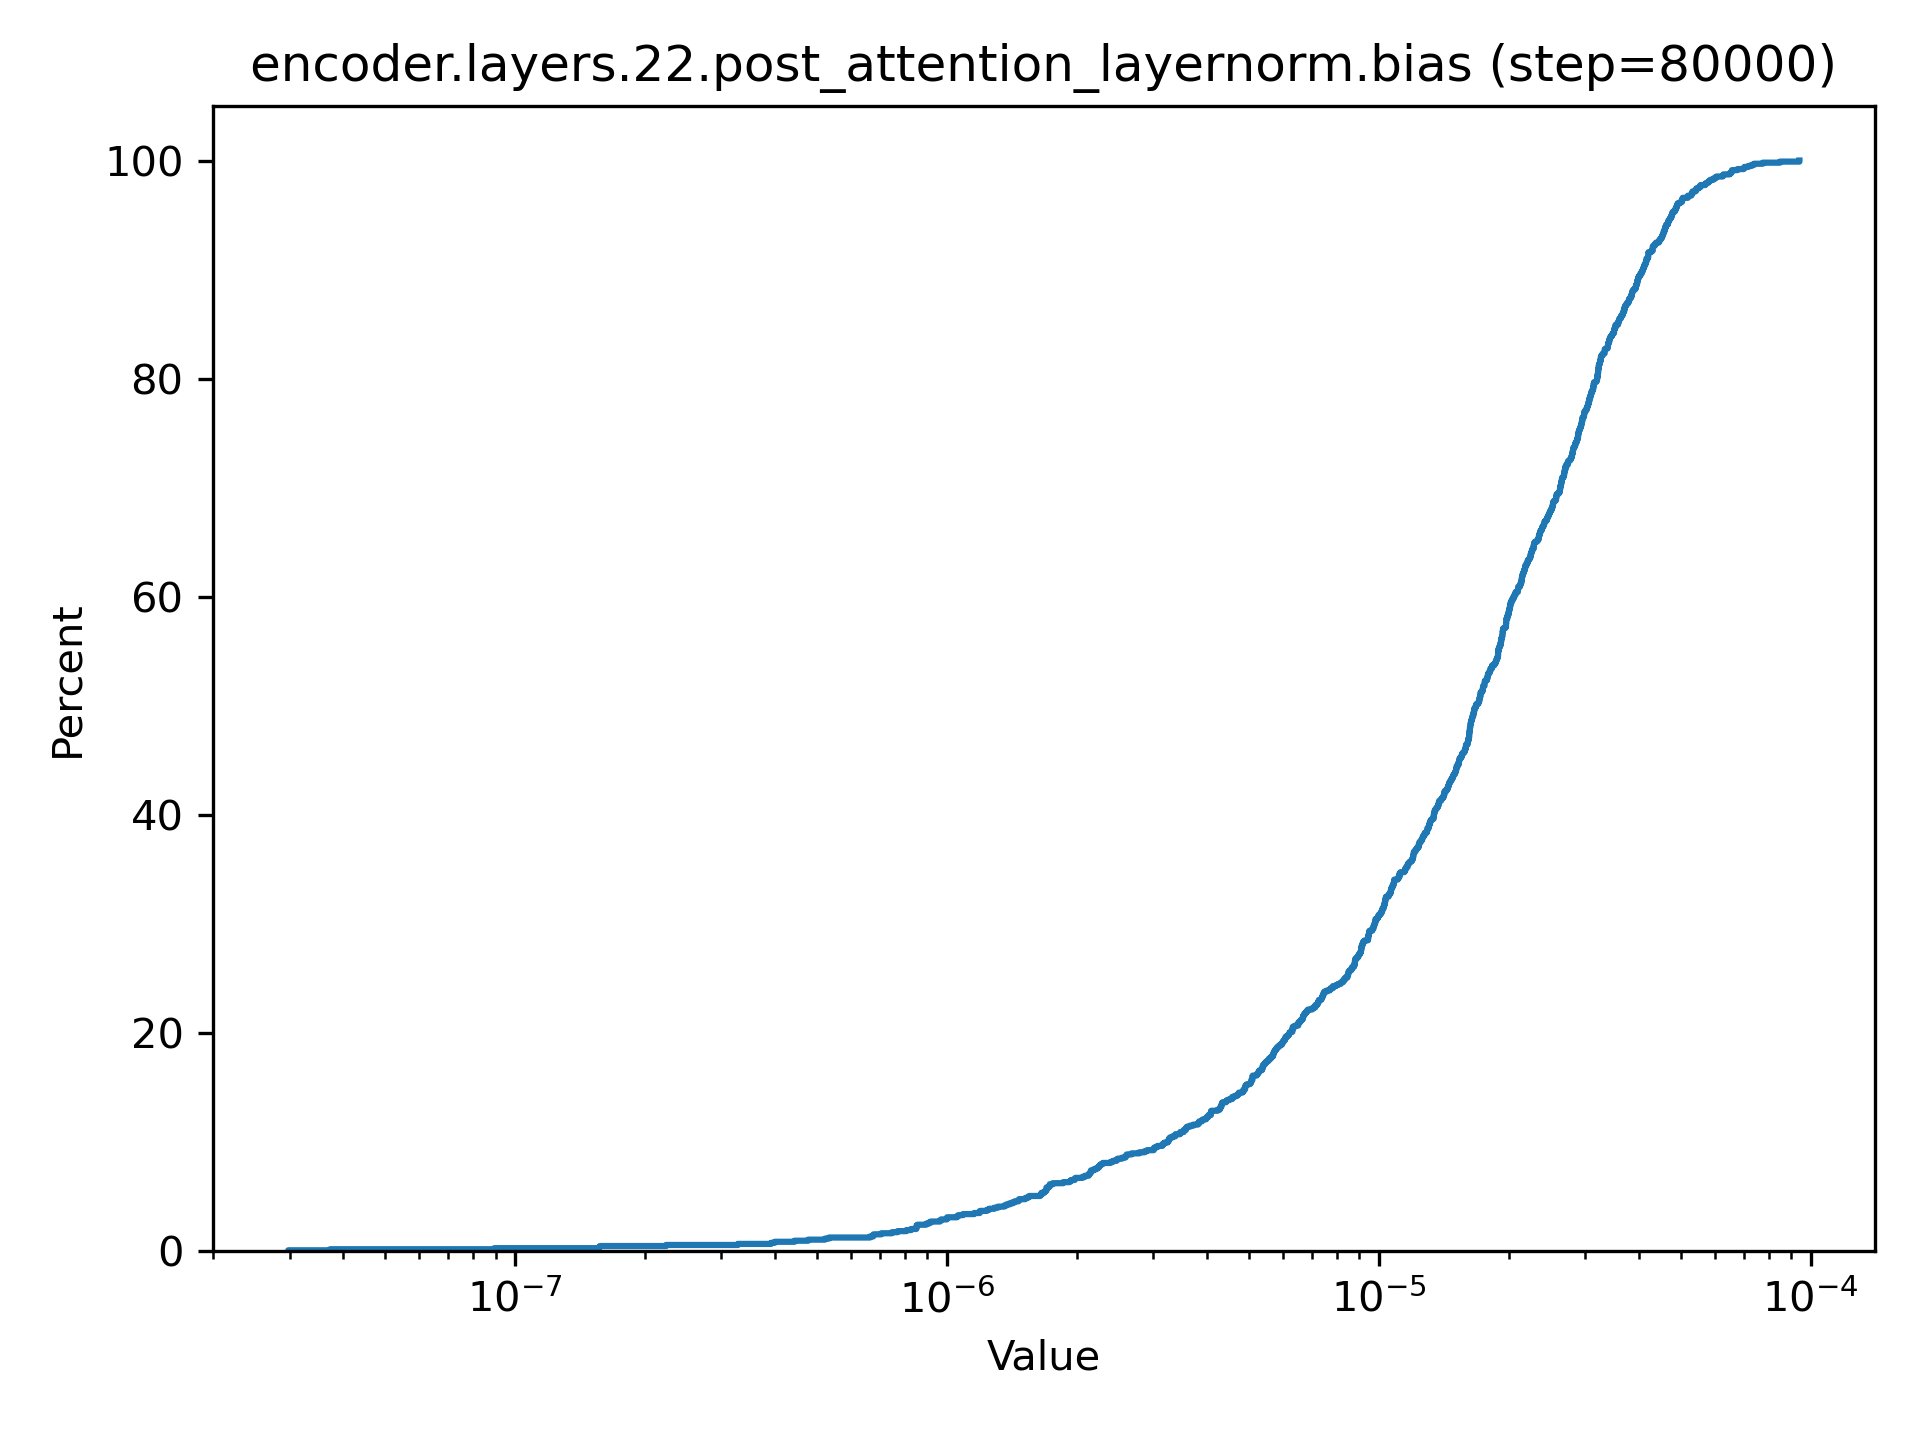 encoder.layers.22.post_attention_layernorm.bias (step=80000)
Percent
100
80
60
40
20
0
10⁻⁷ 10⁻⁶ 10⁻⁵ 10⁻⁴
Value